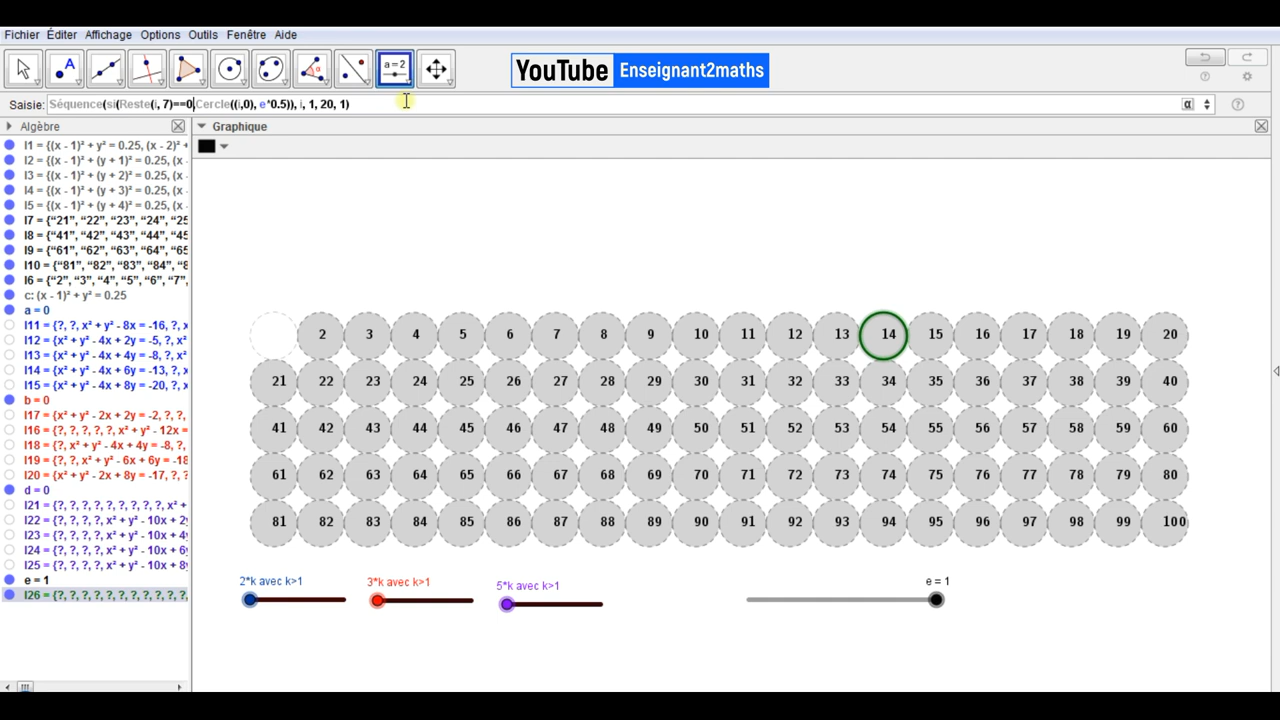 Fichier Éditer Affichage Options Outils Fenêtre Aide
a = 2
YouTube Enseignant2maths
Saisie: Séquence(si(Reste(i, 7)==0,Cercle((i,0), e*0.5)), i, 1, 20, 1)
α
Algèbre
Graphique
l1 = {(x - 1)² + y² = 0.25, (x - 2)²
l2 = {(x - 1)² + (y + 1)² = 0.25, (x
l3 = {(x - 1)² + (y + 2)² = 0.25, (x
l4 = {(x - 1)² + (y + 3)² = 0.25, (x
l5 = {(x - 1)² + (y + 4)² = 0.25, (x
l7 = {“21”, “22”, “23”, “24”, “25
l8 = {“41”, “42”, “43”, “44”, “45
l9 = {“61”, “62”, “63”, “64”, “65
l10 = {“81”, “82”, “83”, “84”, “8
l6 = {“2”, “3”, “4”, “5”, “6”, “7”,
c: (x - 1)² + y² = 0.25
a = 0
l11 = {?, ?, x² + y² - 8x = -16, ?, x
l12 = {?, x² + y² - 4x + 2y = -5, ?, x
l13 = {?, x² + y² - 4x + 4y = -8, ?, x
l14 = {?, x² + y² - 4x + 6y = -13, ?, x
l15 = {?, x² + y² - 4x + 8y = -20, ?, x
b = 0
l17 = {x² + y² - 2x + 2y = -2, ?, ?,
l16 = {?, ?, ?, ?, ?, x² + y² - 12x =
l18 = {?, x² + y² - 4x + 4y = -8, ?,
l19 = {?, ?, x² + y² - 6x + 6y = -18
l20 = {x² + y² - 2x + 8y = -17, ?, ?
d = 0
l21 = {?, ?, ?, ?, ?, ?, ?, ?, ?, x² +
l22 = {?, ?, ?, ?, x² + y² - 10x + 2y
l23 = {?, ?, ?, ?, x² + y² - 10x + 4y
l24 = {?, ?, ?, ?, x² + y² - 10x + 6y
l25 = {?, ?, ?, ?, x² + y² - 10x + 8y
e = 1
l26 = {?, ?, ?, ?, ?, ?, ?, ?, ?, ?, ?,
2 3 4 5 6 7 8 9 10 11 12 13 14 15 16 17 18 19 20
21 22 23 24 25 26 27 28 29 30 31 32 33 34 35 36 37 38 39 40
41 42 43 44 45 46 47 48 49 50 51 52 53 54 55 56 57 58 59 60
61 62 63 64 65 66 67 68 69 70 71 72 73 74 75 76 77 78 79 80
81 82 83 84 85 86 87 88 89 90 91 92 93 94 95 96 97 98 99 100
2*k avec k>1 3*k avec k>1 5*k avec k>1 e = 1